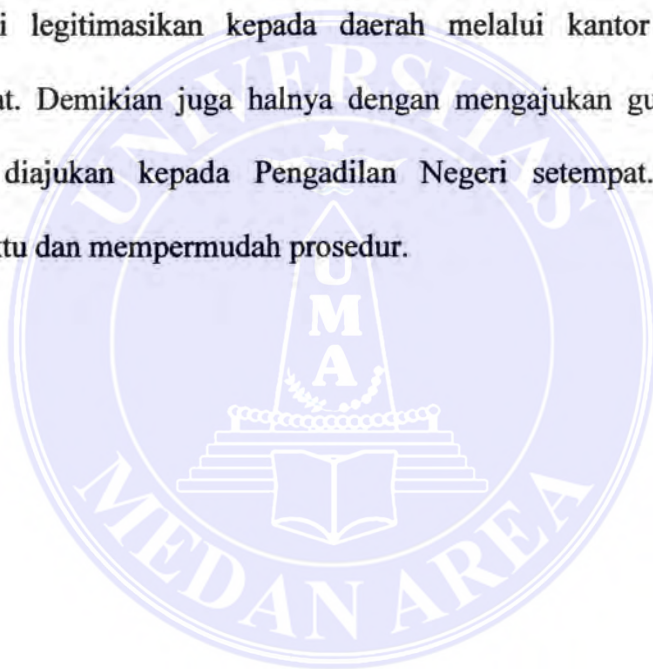 i legitimasikan kepada daerah melalui kantor
at. Demikian juga halnya dengan mengajukan gu
diajukan kepada Pengadilan Negeri setempat.
ktu dan mempermudah prosedur.
UNIVERSITAS
UMA
MEDAN AREA